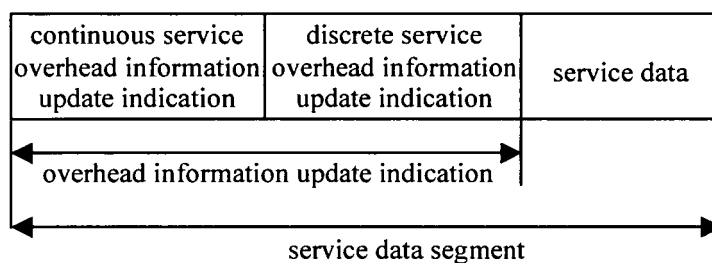 continuous service
overhead information
update indication
discrete service
overhead information
update indication
service data
overhead information update indication
service data segment